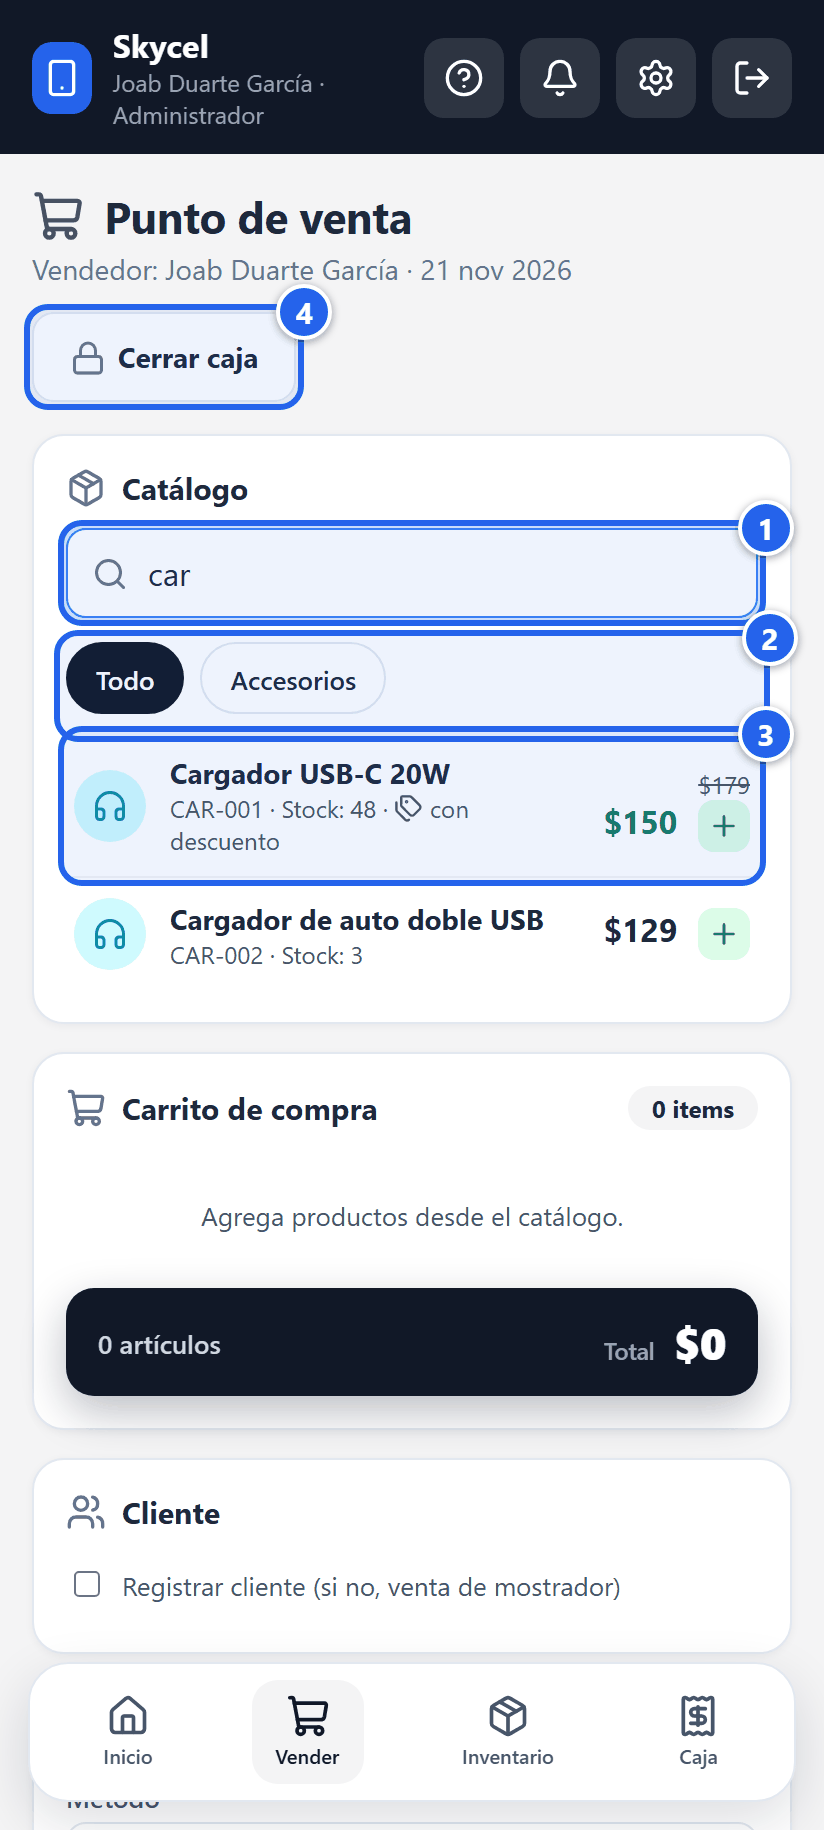 Skycel
Joab Duarte García ·
Administrador
Punto de venta
Vendedor: Joab Duarte García · 21 nov 2026
4
Cerrar caja
Catálogo
1
car
2
Todo
Accesorios
3
Cargador USB-C 20W
$179
CAR-001 · Stock: 48 · con
descuento
$150
Cargador de auto doble USB
CAR-002 · Stock: 3
$129
Carrito de compra
0 items
Agrega productos desde el catálogo.
0 artículos
Total $0
Cliente
Registrar cliente (si no, venta de mostrador)
Inicio
Vender
Inventario
Caja